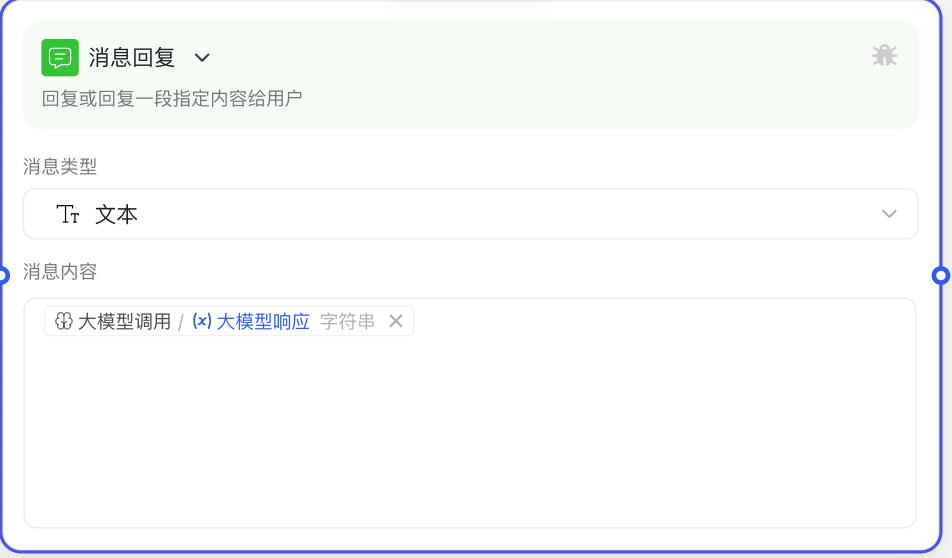 消息回复
回复或回复一段指定内容给用户
消息类型
Tт 文本
消息内容
大模型调用 / (x) 大模型响应 字符串